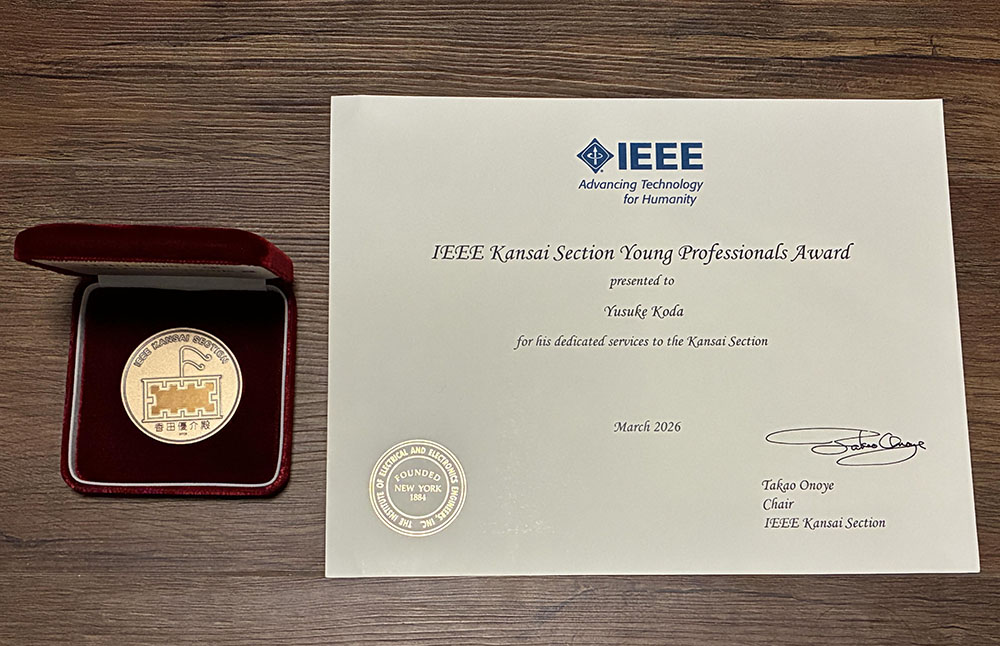 IEEE
Advancing Technology
for Humanity
IEEE Kansai Section Young Professionals Award
presented to
Yusuke Koda
for his dedicated services to the Kansai Section
March 2026
Takao Onoye
Takao Onoye
Chair
IEEE Kansai Section
THE INSTITUTE OF ELECTRICAL AND ELECTRONICS ENGINEERS, INC.
FOUNDED
NEW YORK
1884
IEEE KANSAI SECTION
香田優介殿